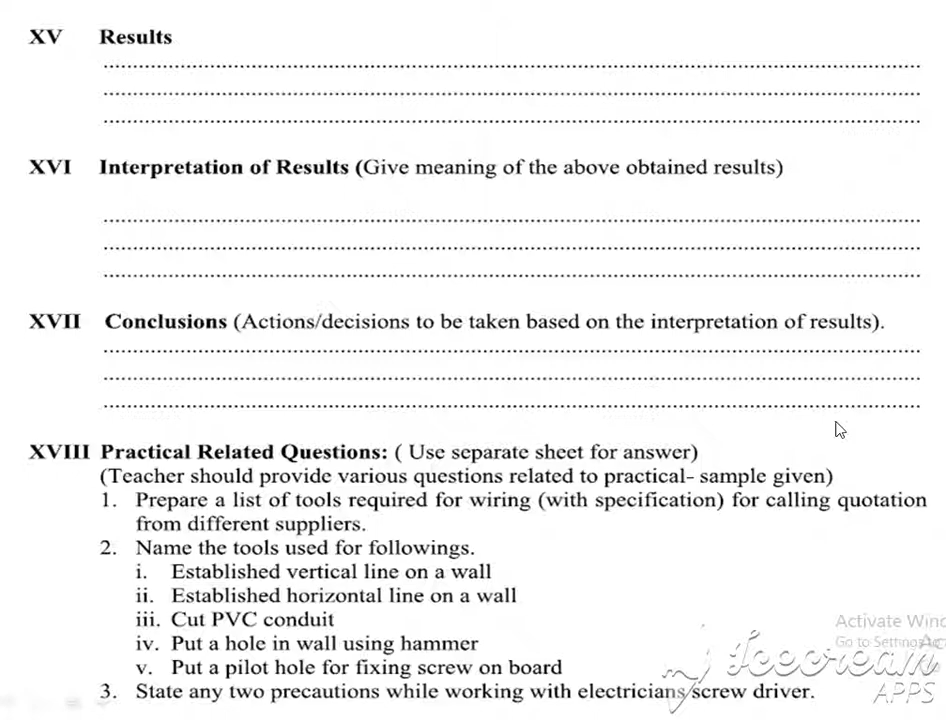 XV Results
XVI Interpretation of Results (Give meaning of the above obtained results)
XVII Conclusions (Actions/decisions to be taken based on the interpretation of results).
XVIII Practical Related Questions: ( Use separate sheet for answer)
(Teacher should provide various questions related to practical- sample given)
1. Prepare a list of tools required for wiring (with specification) for calling quotation
from different suppliers.
2. Name the tools used for followings.
i. Established vertical line on a wall
ii. Established horizontal line on a wall
iii. Cut PVC conduit
iv. Put a hole in wall using hammer
v. Put a pilot hole for fixing screw on board
3. State any two precautions while working with electricians screw driver.
Activate Wind
Go to Settings to
Icecream
APPS